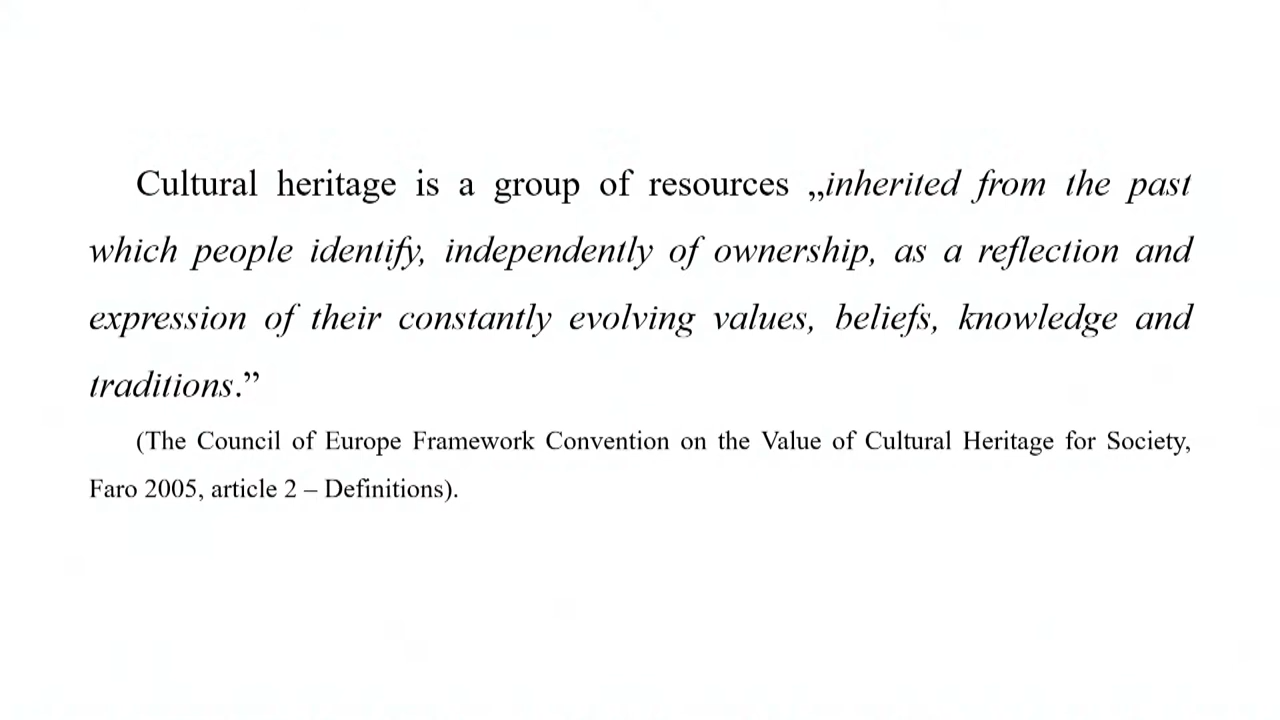 Cultural heritage is a group of resources „inherited from the past
which people identify, independently of ownership, as a reflection and
expression of their constantly evolving values, beliefs, knowledge and
traditions.”
(The Council of Europe Framework Convention on the Value of Cultural Heritage for Society,
Faro 2005, article 2 – Definitions).